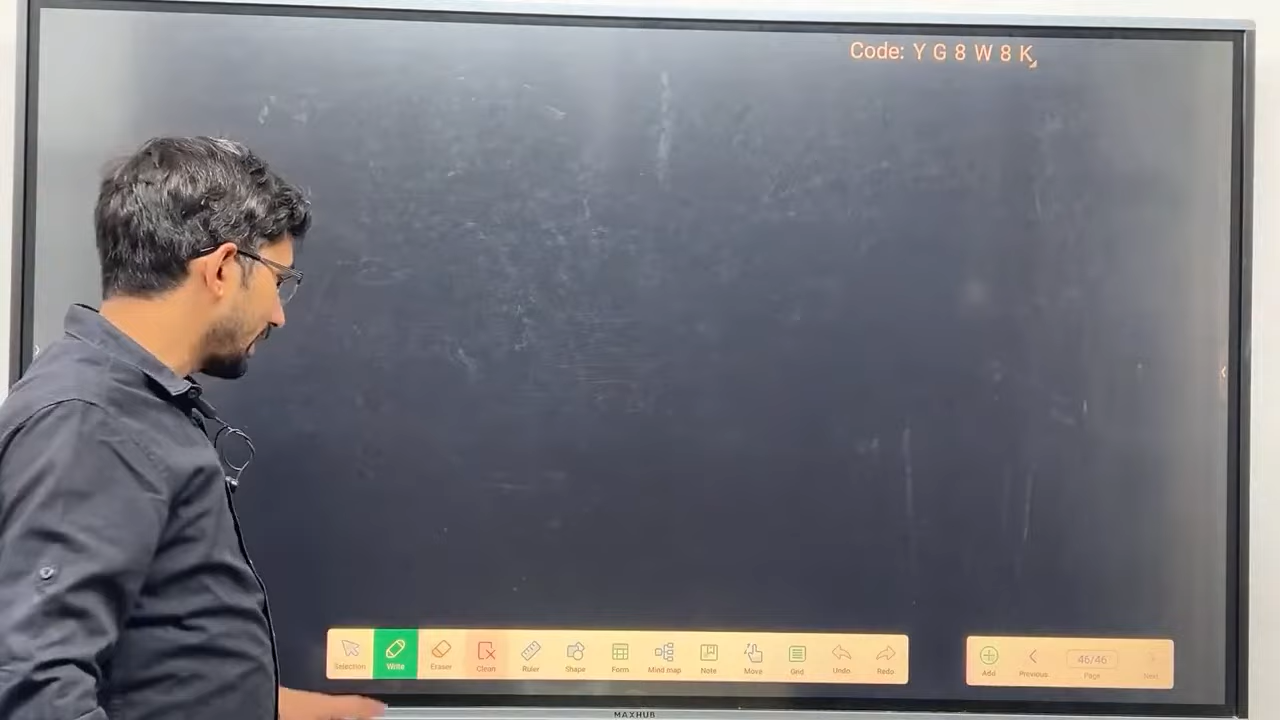 Code: Y G 8 W 8 K
Selection Write Eraser Clean Ruler Shape Form Mind map Note Move Grid Undo Redo
Add Previous 46/46 Page Next
MAXHUB